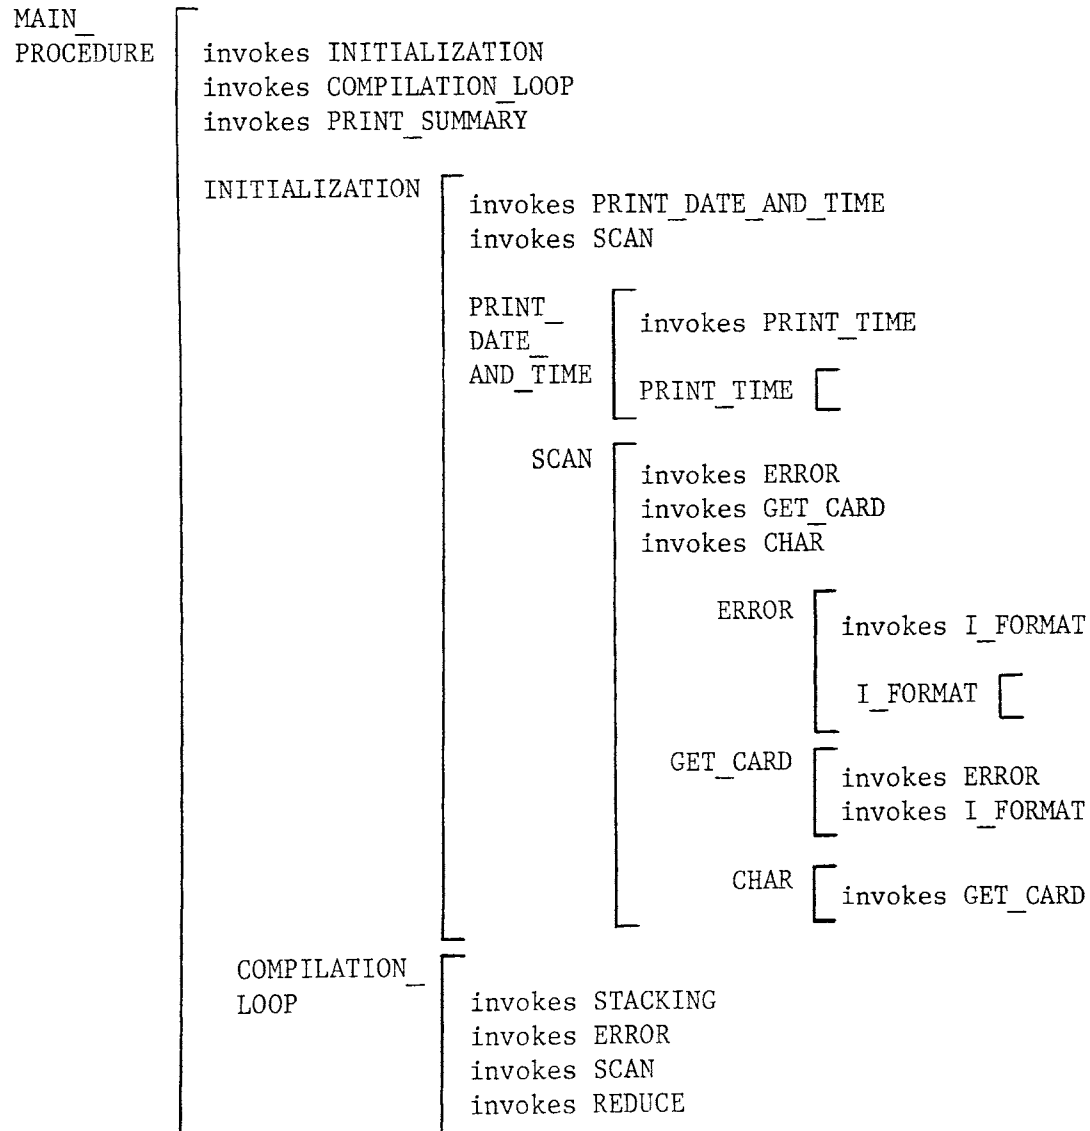 MAIN_
PROCEDURE
invokes INITIALIZATION
invokes COMPILATION_LOOP
invokes PRINT_SUMMARY
INITIALIZATION
invokes PRINT_DATE_AND_TIME
invokes SCAN
PRINT_
DATE_
AND_TIME
invokes PRINT_TIME
PRINT_TIME
SCAN
invokes ERROR
invokes GET_CARD
invokes CHAR
ERROR
invokes I_FORMAT
I_FORMAT
GET_CARD
invokes ERROR
invokes I_FORMAT
CHAR
invokes GET_CARD
COMPILATION_
LOOP
invokes STACKING
invokes ERROR
invokes SCAN
invokes REDUCE